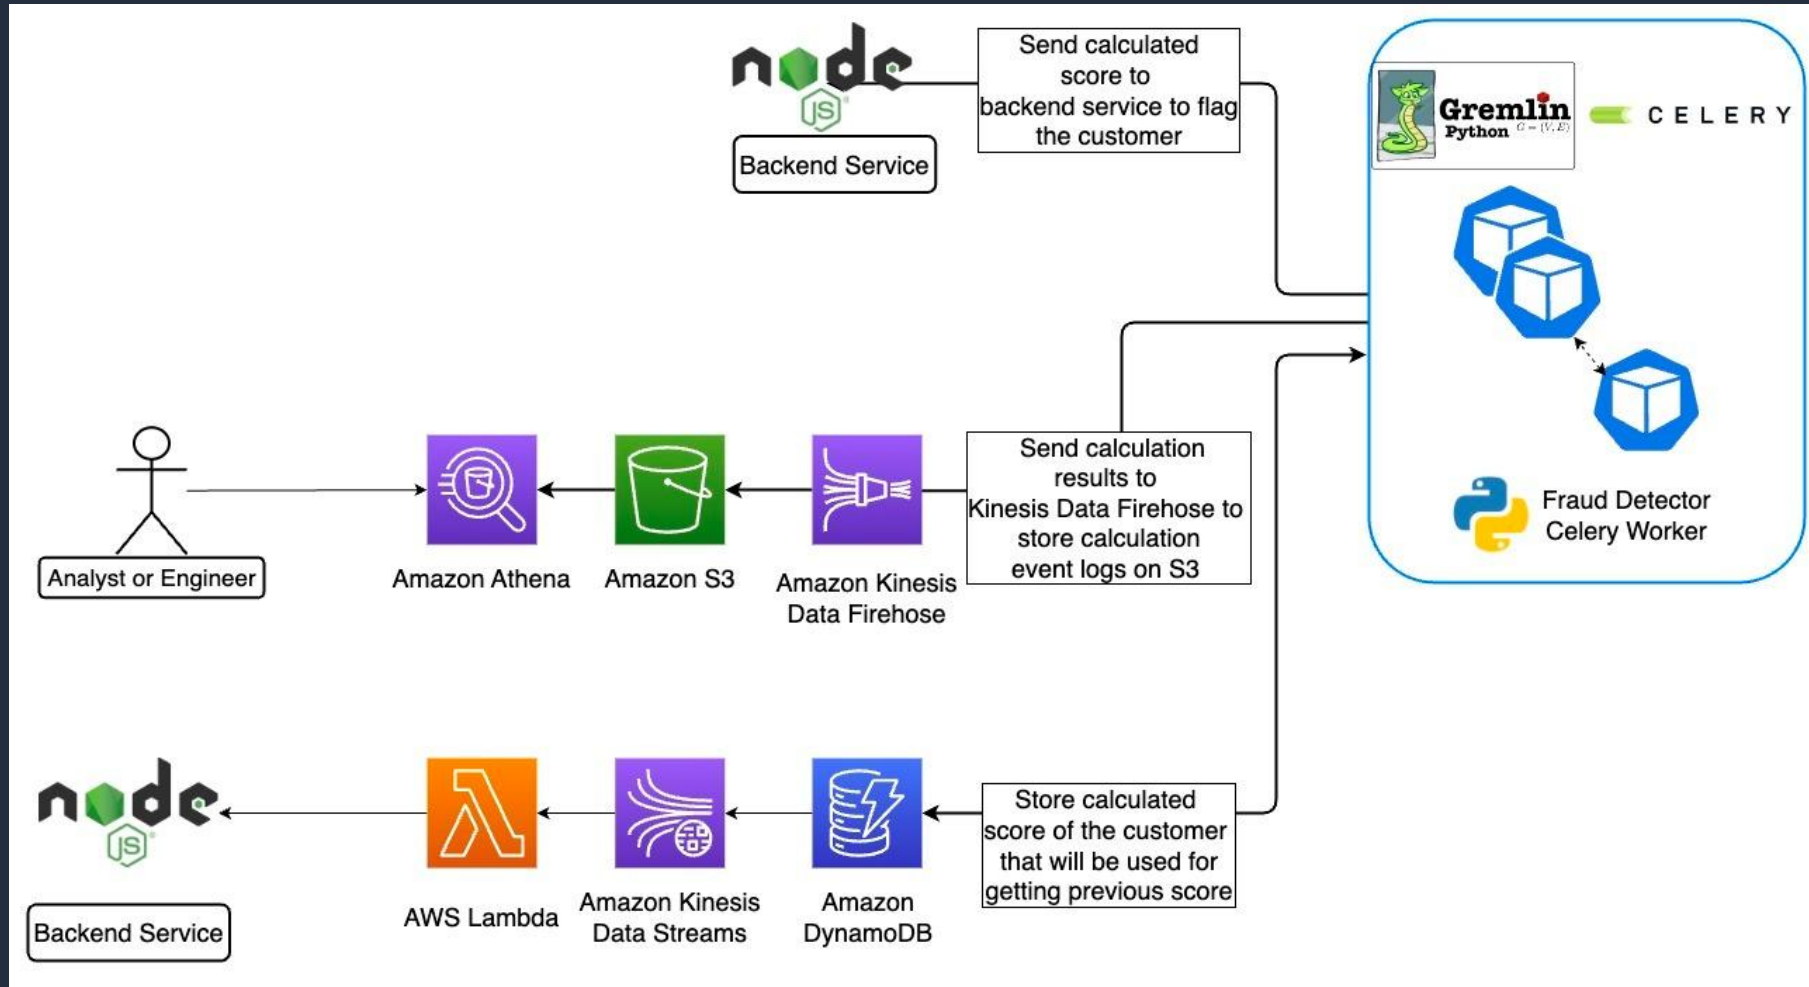 node
JS
Backend Service
Send calculated
score to
backend service to flag
the customer
Gremlin
Python
G = (V, E)
CELERY
Fraud Detector
Celery Worker
Analyst or Engineer
Amazon Athena
Amazon S3
Amazon Kinesis
Data Firehose
Send calculation
results to
Kinesis Data Firehose to
store calculation
event logs on S3
node
JS
Backend Service
AWS Lambda
Amazon Kinesis
Data Streams
Amazon
DynamoDB
Store calculated
score of the customer
that will be used for
getting previous score